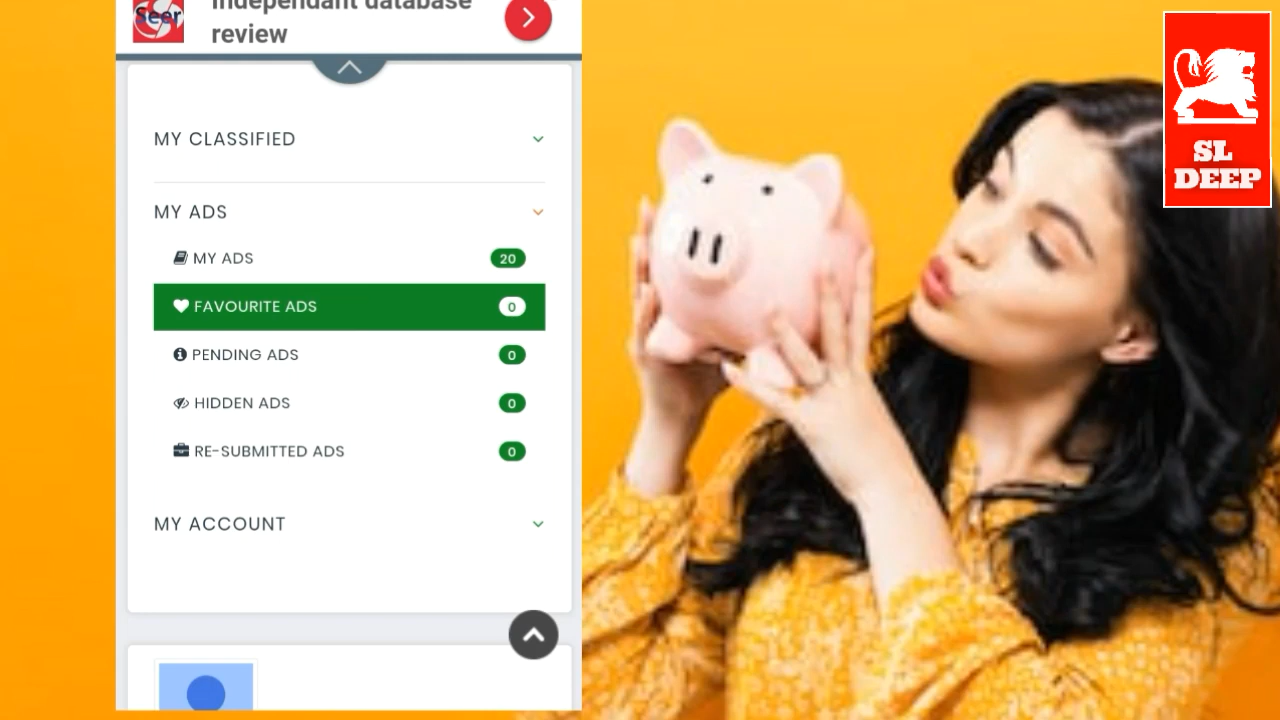 Seer
Independant database
review
MY CLASSIFIED
MY ADS
MY ADS 20
FAVOURITE ADS 0
PENDING ADS 0
HIDDEN ADS 0
RE-SUBMITTED ADS 0
MY ACCOUNT
SL
DEEP